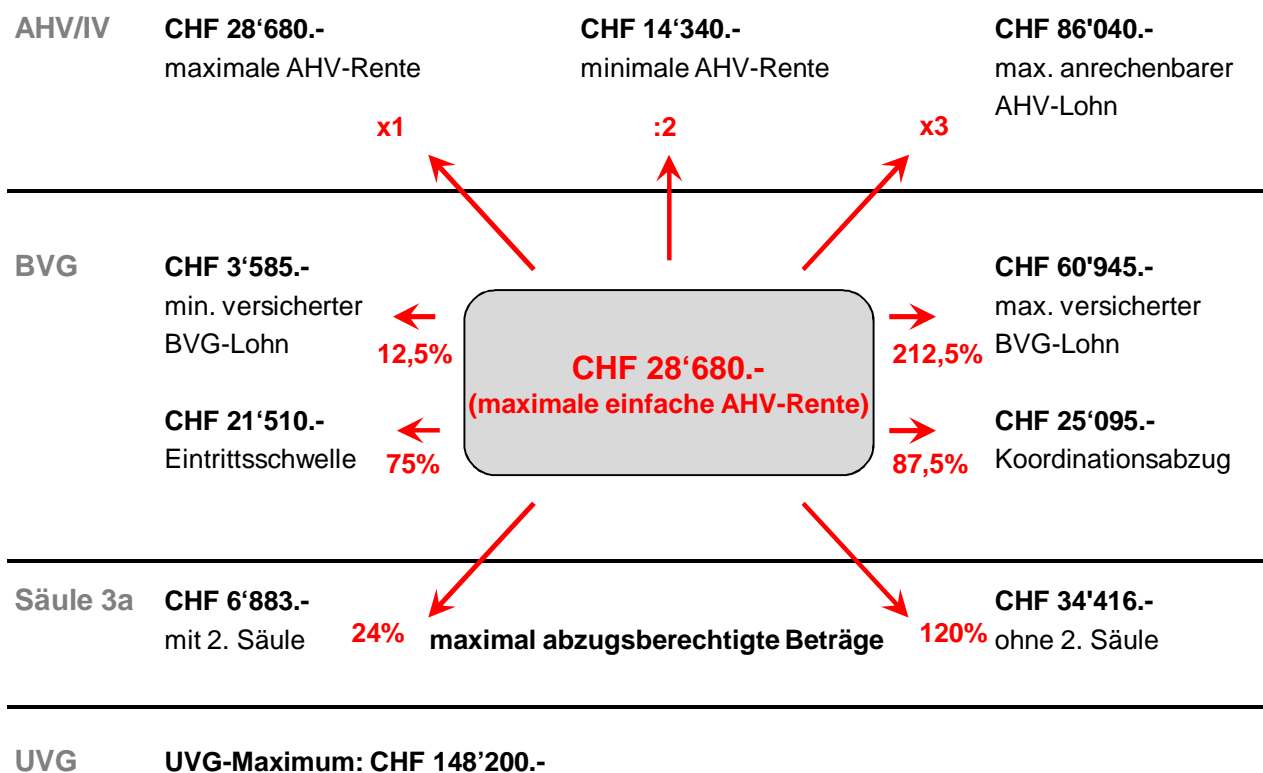 AHV/IV
CHF 28‘680.-
maximale AHV-Rente
CHF 14‘340.-
minimale AHV-Rente
CHF 86'040.-
max. anrechenbarer
AHV-Lohn
x1
:2
x3
BVG
CHF 3‘585.-
min. versicherter
BVG-Lohn
12,5%
CHF 60'945.-
max. versicherter
BVG-Lohn
212,5%
CHF 28‘680.-
(maximale einfache AHV-Rente)
CHF 21‘510.-
Eintrittsschwelle
75%
CHF 25‘095.-
Koordinationsabzug
87,5%
Säule 3a
CHF 6‘883.-
mit 2. Säule
24%
maximal abzugsberechtigte Beträge
120%
CHF 34'416.-
ohne 2. Säule
UVG
UVG-Maximum: CHF 148’200.-